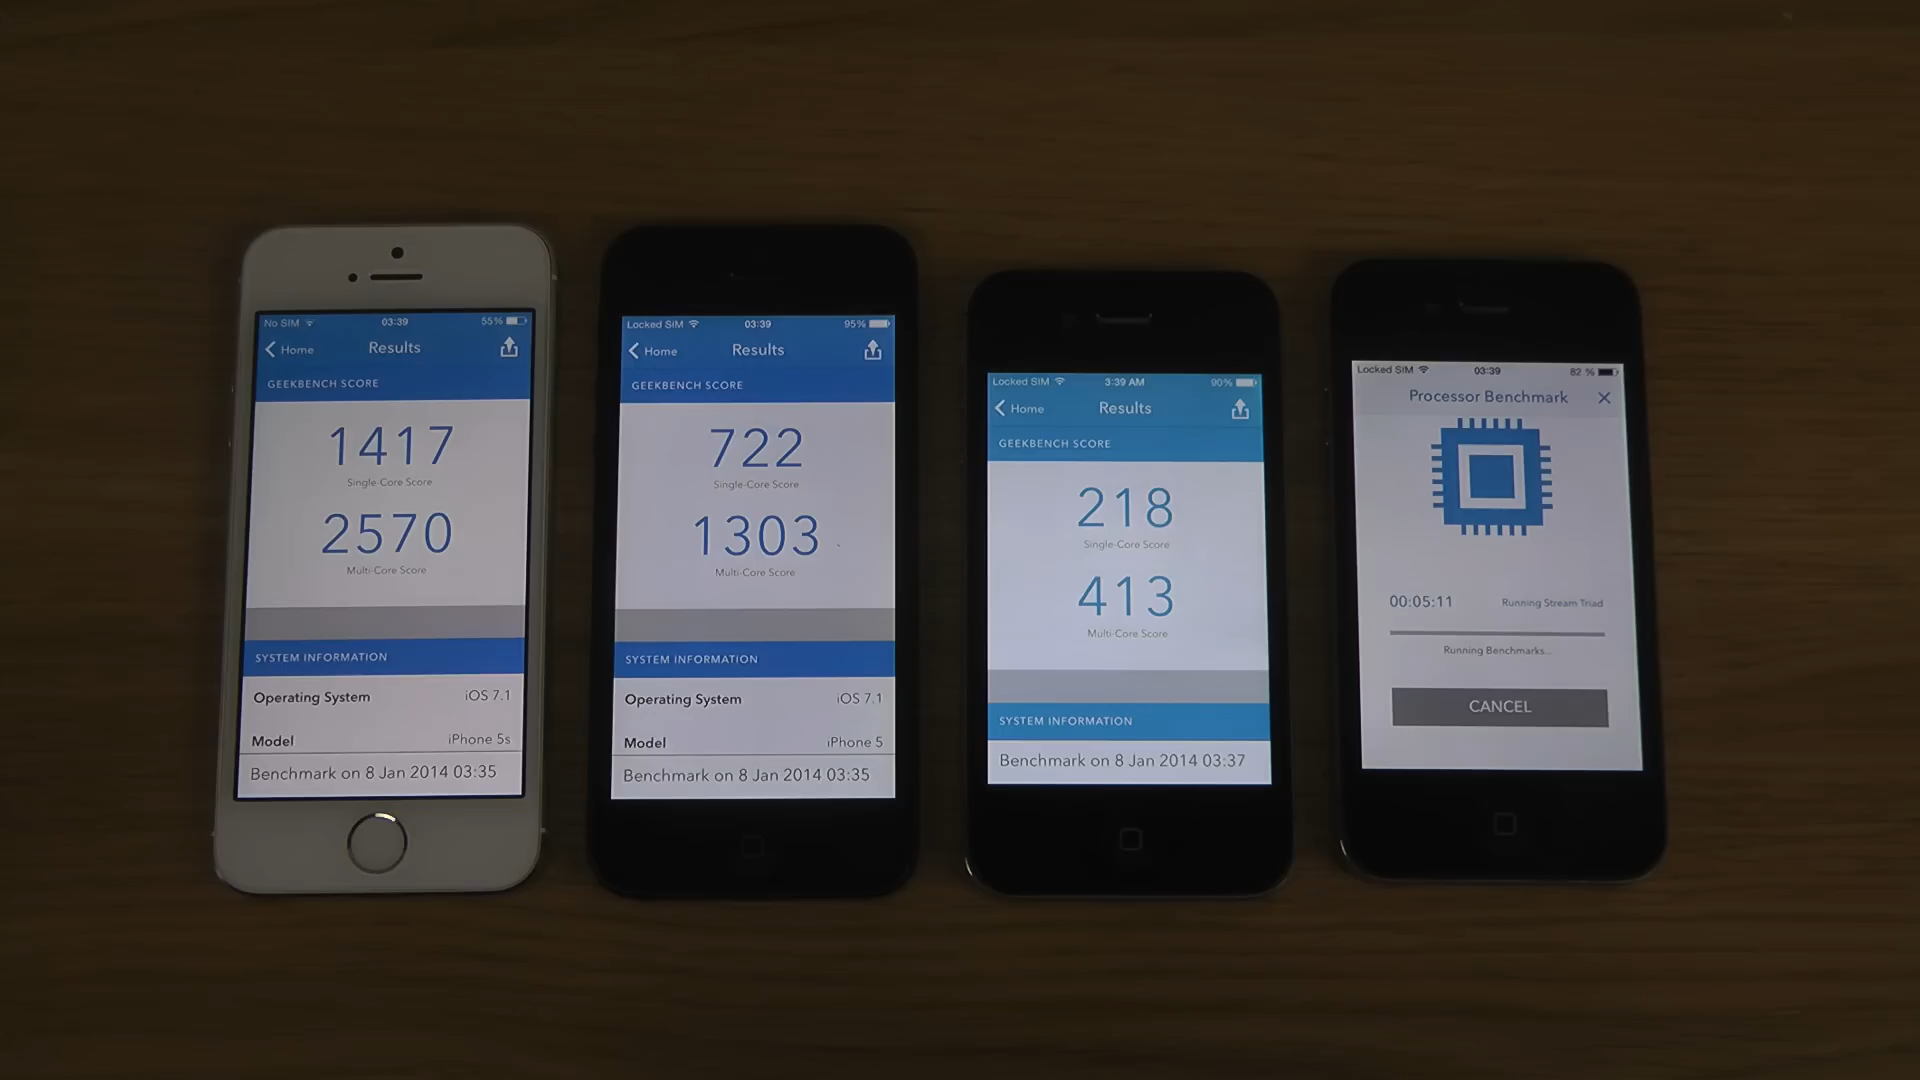 No SIM 03:39 55%
Home Results
GEEKBENCH SCORE
1417
Single-Core Score
2570
Multi-Core Score
SYSTEM INFORMATION
Operating System iOS 7.1
Model iPhone 5s
Benchmark on 8 Jan 2014 03:35
Locked SIM 03:39 95%
Home Results
GEEKBENCH SCORE
722
Single-Core Score
1303
Multi-Core Score
SYSTEM INFORMATION
Operating System iOS 7.1
Model iPhone 5
Benchmark on 8 Jan 2014 03:35
Locked SIM 3:39 AM 90%
Home Results
GEEKBENCH SCORE
218
Single-Core Score
413
Multi-Core Score
SYSTEM INFORMATION
Benchmark on 8 Jan 2014 03:37
Locked SIM 03:39 82 %
Processor Benchmark
00:05:11 Running Stream Triad
Running Benchmarks...
CANCEL